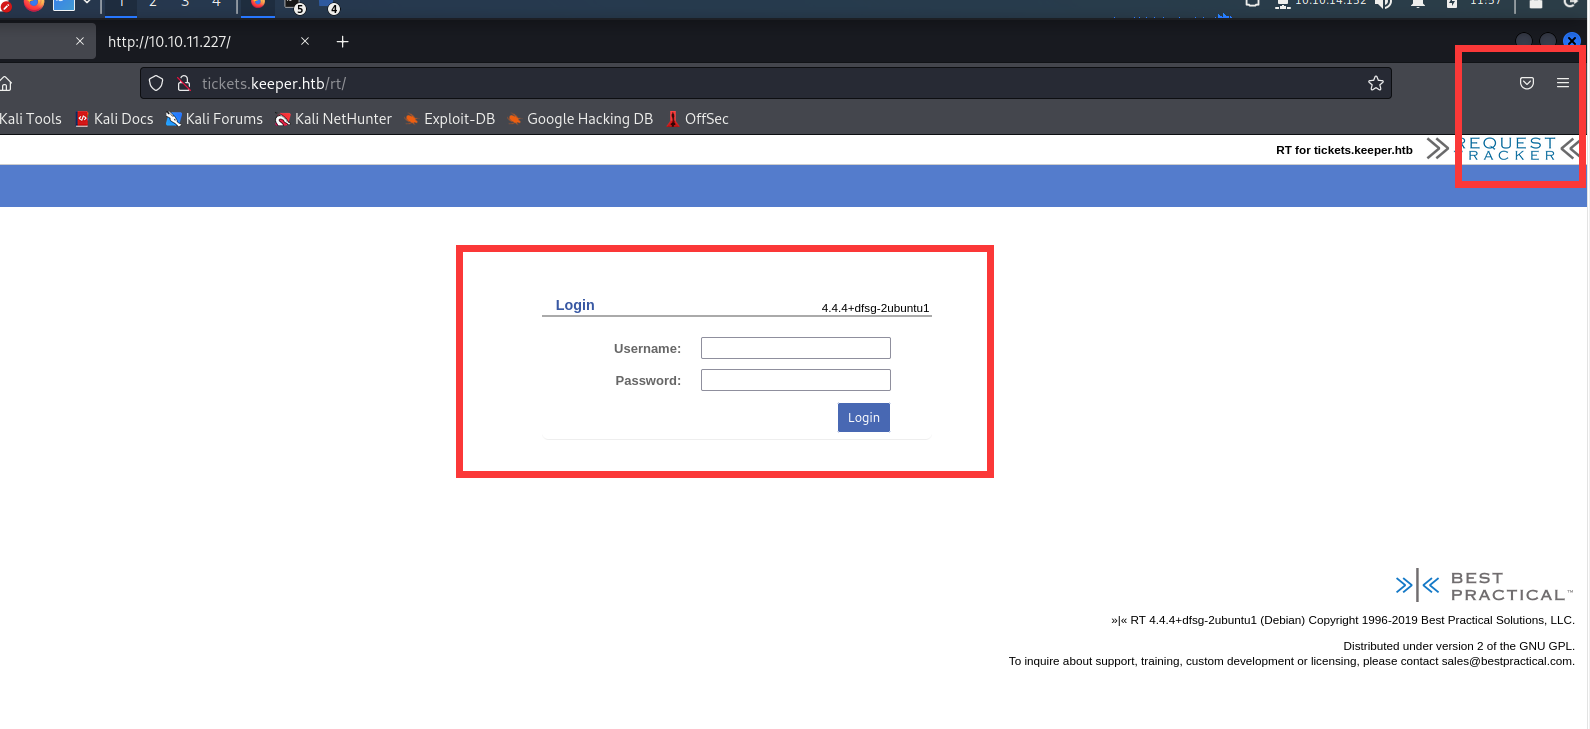 1 2 3 4 5 4 10.10.14.132 11:37
http://10.10.11.227/
tickets.keeper.htb/rt/
Kali Tools Kali Docs Kali Forums Kali NetHunter Exploit-DB Google Hacking DB OffSec
RT for tickets.keeper.htb REQUEST TRACKER
Login 4.4.4+dfsg-2ubuntu1
Username:
Password:
Login
BEST PRACTICAL™
»|« RT 4.4.4+dfsg-2ubuntu1 (Debian) Copyright 1996-2019 Best Practical Solutions, LLC.
Distributed under version 2 of the GNU GPL.
To inquire about support, training, custom development or licensing, please contact sales@bestpractical.com.